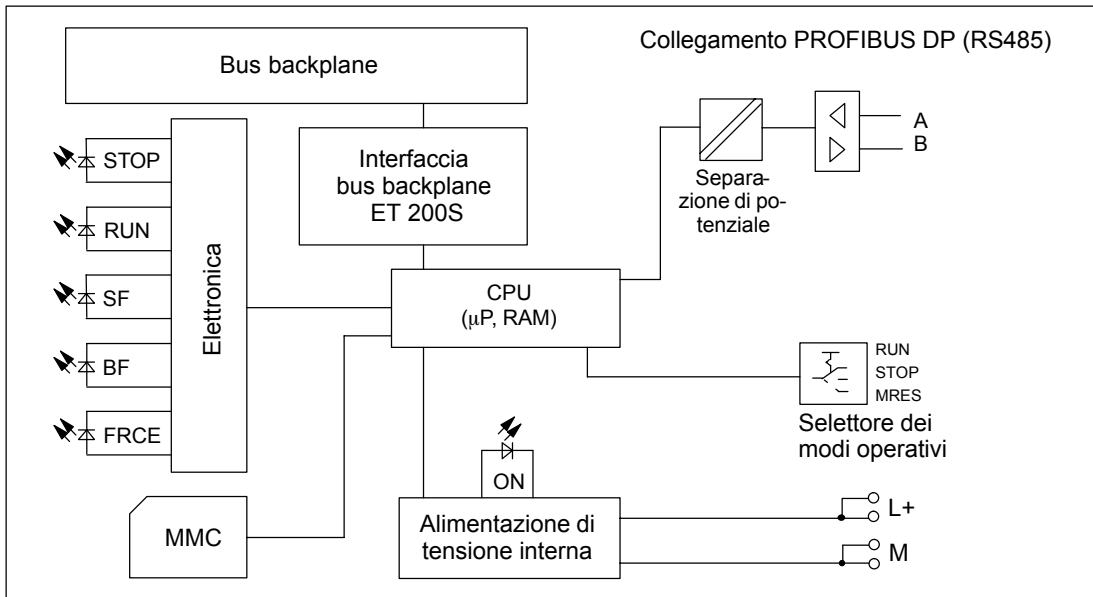 Collegamento PROFIBUS DP (RS485)
Bus backplane
Interfaccia
bus backplane
ET 200S
A
B
Separa-
zione di po-
tenziale
STOP
RUN
SF
BF
FRCE
Elettronica
CPU
(µP, RAM)
RUN
STOP
MRES
Selettore dei
modi operativi
ON
MMC
Alimentazione di
tensione interna
L+
M